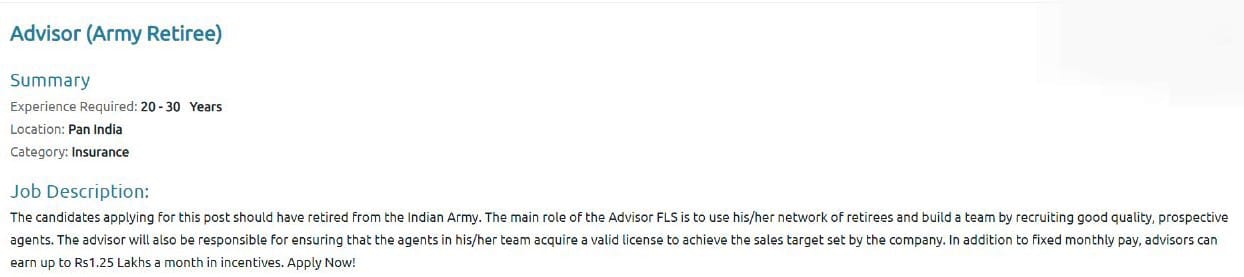 Advisor (Army Retiree)
Summary
Experience Required: 20 - 30 Years
Location: Pan India
Category: Insurance
Job Description:
The candidates applying for this post should have retired from the Indian Army. The main role of the Advisor FLS is to use his/her network of retirees and build a team by recruiting good quality, prospective
agents. The advisor will also be responsible for ensuring that the agents in his/her team acquire a valid license to achieve the sales target set by the company. In addition to fixed monthly pay, advisors can
earn up to Rs1.25 Lakhs a month in incentives. Apply Now!